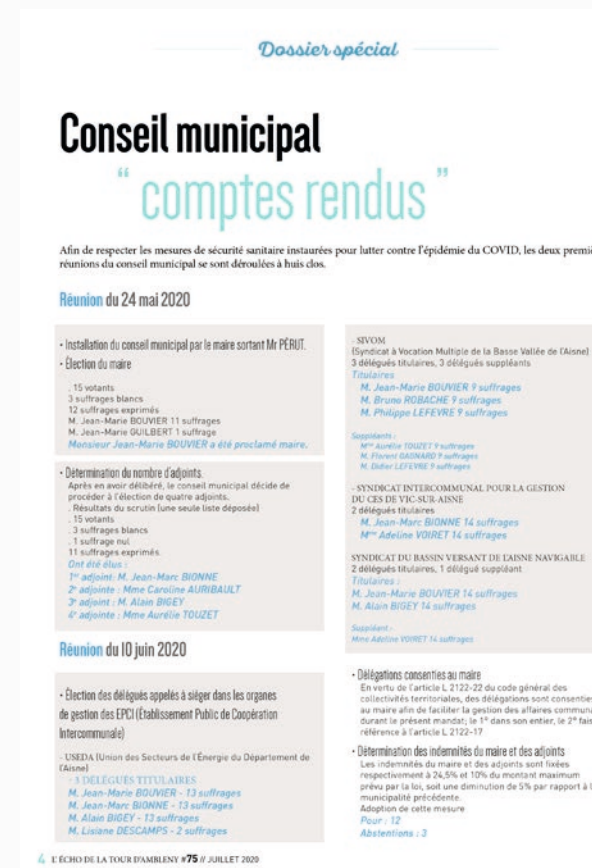 Dossier spécial
Conseil municipal
“ comptes rendus ”
Afin de respecter les mesures de sécurité sanitaire instaurées pour lutter contre l'épidémie du COVID, les deux premiè
réunions du conseil municipal se sont déroulées à huis clos.
Réunion du 24 mai 2020
• Installation du conseil municipal par le maire sortant Mr PÉRUT.
• Élection du maire
. 15 votants
3 suffrages blancs
12 suffrages exprimés
M. Jean-Marie BOUVIER 11 suffrages
M. Jean-Marie GUILBERT 1 suffrage
Monsieur Jean-Marie BOUVIER a été proclamé maire.
• Détermination du nombre d'adjoints.
Après en avoir délibéré, le conseil municipal décide de
procéder à l'élection de quatre adjoints.
. Résultats du scrutin (une seule liste déposée)
. 15 votants
. 3 suffrages blancs
. 1 suffrage nul
11 suffrages exprimés
Ont été élus :
1er adjoint: M. Jean-Marc BIONNE
2e adjointe : Mme Caroline AURIBAULT
3e adjoint : M. Alain BIGEY
4e adjointe : Mme Aurélie TOUZET
Réunion du 10 juin 2020
• Élection des délégués appelés à siéger dans les organes
de gestion des EPCI (Établissement Public de Coopération
Intercommunale)
- USEDA (Union des Secteurs de l'Énergie du Département de
l'Aisne)
- 3 DÉLÉGUÉS TITULAIRES
M. Jean-Marie BOUVIER - 13 suffrages
M. Jean-Marc BIONNE - 13 suffrages
M. Alain BIGEY - 13 suffrages
M. Lisiane DESCAMPS - 2 suffrages
- SIVOM
(Syndicat à Vocation Multiple de la Basse Vallée de l'Aisne)
3 délégués titulaires, 3 délégués suppléants
Titulaires
M. Jean-Marie BOUVIER 9 suffrages
M. Bruno ROBACHE 9 suffrages
M. Philippe LEFEVRE 9 suffrages
Suppléants :
Mme Aurélie TOUZET 9 suffrages
M. Florent GAGNARD 9 suffrages
M. Didier LEFEVRE 9 suffrages
- SYNDICAT INTERCOMMUNAL POUR LA GESTION
DU CES DE VIC-SUR-AISNE
2 délégués titulaires
M. Jean-Marc BIONNE 14 suffrages
Mme Adeline VOIRET 14 suffrages
SYNDICAT DU BASSIN VERSANT DE L'AISNE NAVIGABLE
2 délégués titulaires, 1 délégué suppléant
Titulaires :
M. Jean-Marie BOUVIER 14 suffrages
M. Alain BIGEY 14 suffrages
Suppléant :
Mme Adeline VOIRET 14 suffrages
• Délégations consenties au maire
En vertu de l'article L 2122-22 du code général des
collectivités territoriales, des délégations sont consenties
au maire afin de faciliter la gestion des affaires communa
durant le présent mandat; le 1° dans son entier, le 2° fais
référence à l'article L 2122-17
• Détermination des indemnités du maire et des adjoints
Les indemnités du maire et des adjoints sont fixées
respectivement à 24,5% et 10% du montant maximum
prévu par la loi, soit une diminution de 5% par rapport à l
municipalité précédente.
Adoption de cette mesure
Pour : 12
Abstentions : 3
4 L'ÉCHO DE LA TOUR D'AMBLENY #75 // JUILLET 2020